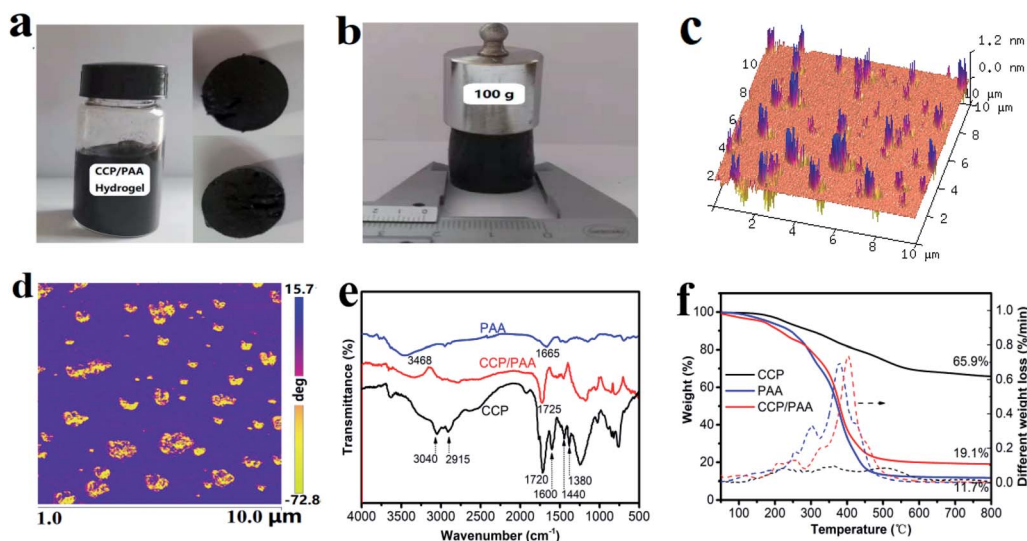 a
CCP/PAA
Hydrogel
b
100 g
2 1 0
c
1.2 nm
0.0 nm
10 μm
10
8
6
4
2
8
6
4
2
2
4
6
8
10 μm
d
15.7
deg
-72.8
1.0 10.0 μm
e
Transmittance (%)
PAA
3468 1665
CCP/PAA
1725
CCP
3040 2915
1720 1380
1600 1440
4000 3500 3000 2500 2000 1500 1000 500
Wavenumber (cm⁻¹)
f
Weight (%)
100
80
60
40
20
0
CCP
PAA
CCP/PAA
65.9%
19.1%
11.7%
1.0
0.8
0.6
0.4
0.2
0.0
Different weight loss (%/min)
100 200 300 400 500 600 700 800
Temperature (℃)